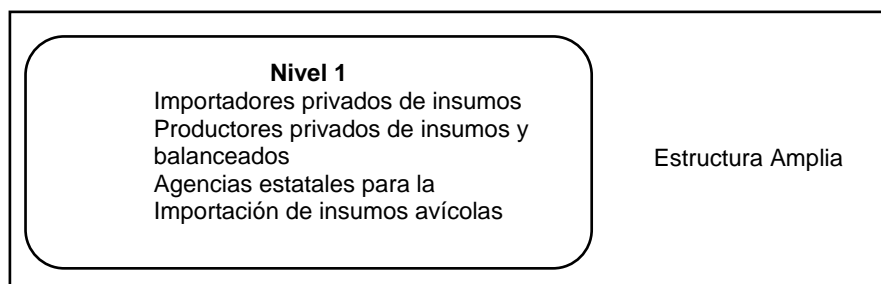 Nivel 1
Importadores privados de insumos
Productores privados de insumos y
balanceados
Agencias estatales para la
Importación de insumos avícolas
Estructura Amplia